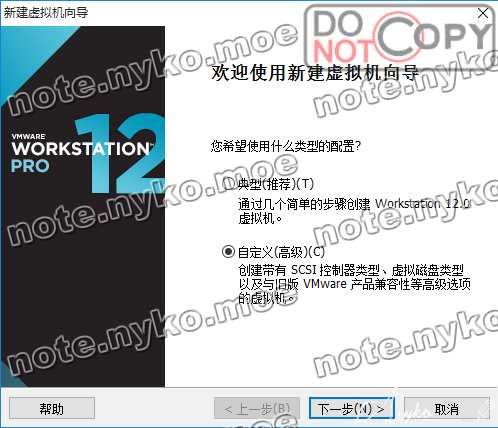 新建虚拟机向导
DO
NOT COPY
note.nyko.moe
note.nyko.moe
欢迎使用新建虚拟机向导
VMWARE
WORKSTATION 12
PRO
您希望使用什么类型的配置?
note.nyko.moe
note.nyko.moe
典型(推荐)(T)
通过几个简单的步骤创建 Workstation 12.0
虚拟机。
note.nyko.moe
note.nyko.moe
自定义(高级)(C)
创建带有 SCSI 控制器类型、虚拟磁盘类型
以及与旧版 VMware 产品兼容性等高级选项
的虚拟机。
note.nyko.moe
note.nyko.moe
帮助
< 上一步(B)
下一步(N) >
Nyko
取消